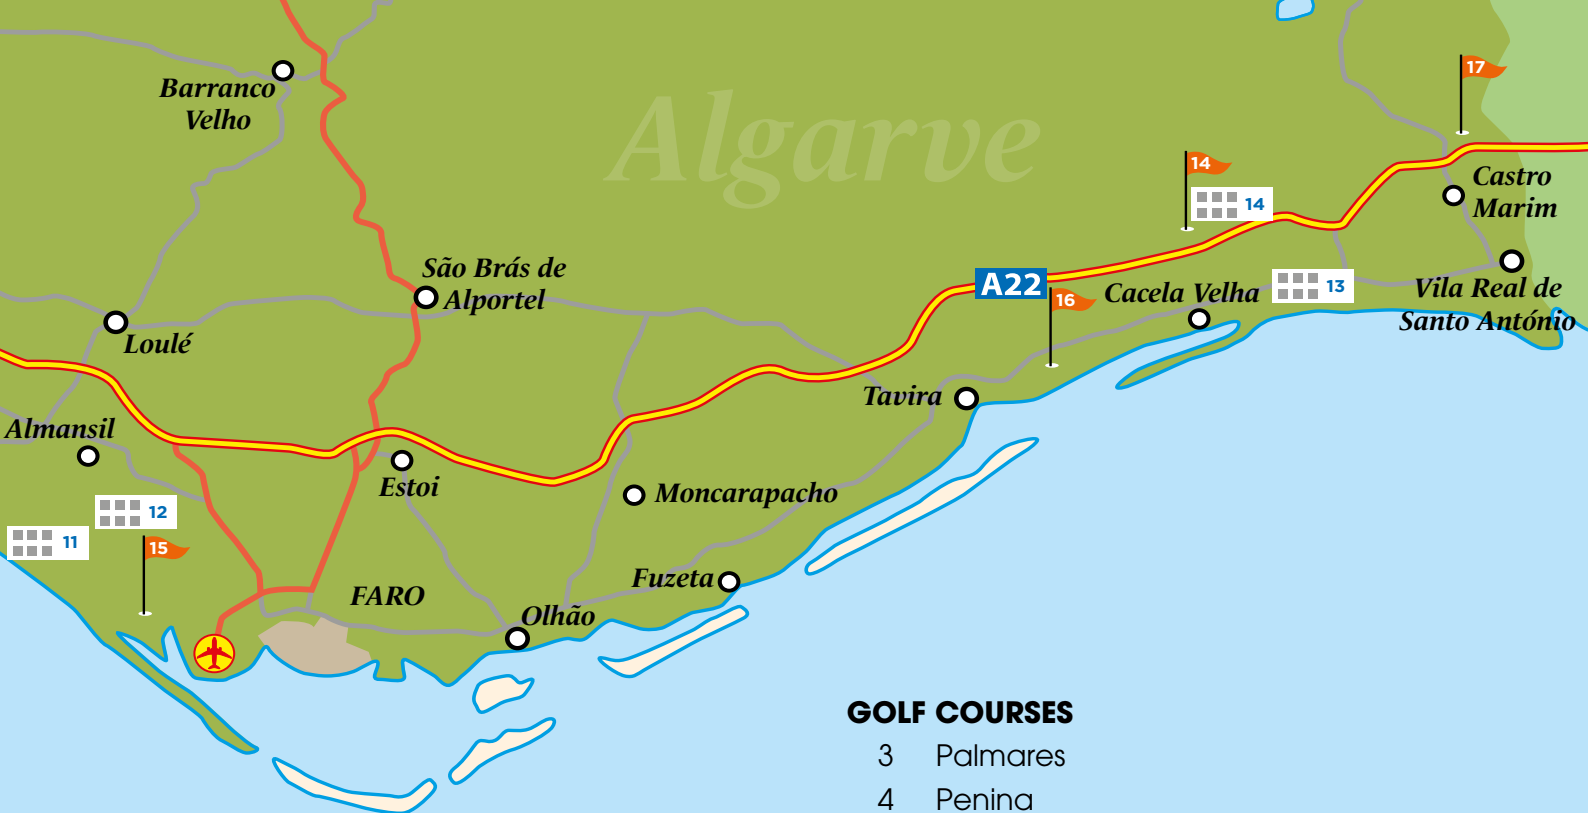 17
Barranco
Velho
Algarve
14
14
Castro
Marim
São Brás de
Alportel
A22
16
Cacela Velha
13
Vila Real de
Santo António
Loulé
Tavira
Almansil
Estoi
Moncarapacho
12
11
15
FARO
Fuzeta
Olhão
GOLF COURSES
3 Palmares
4 Penina